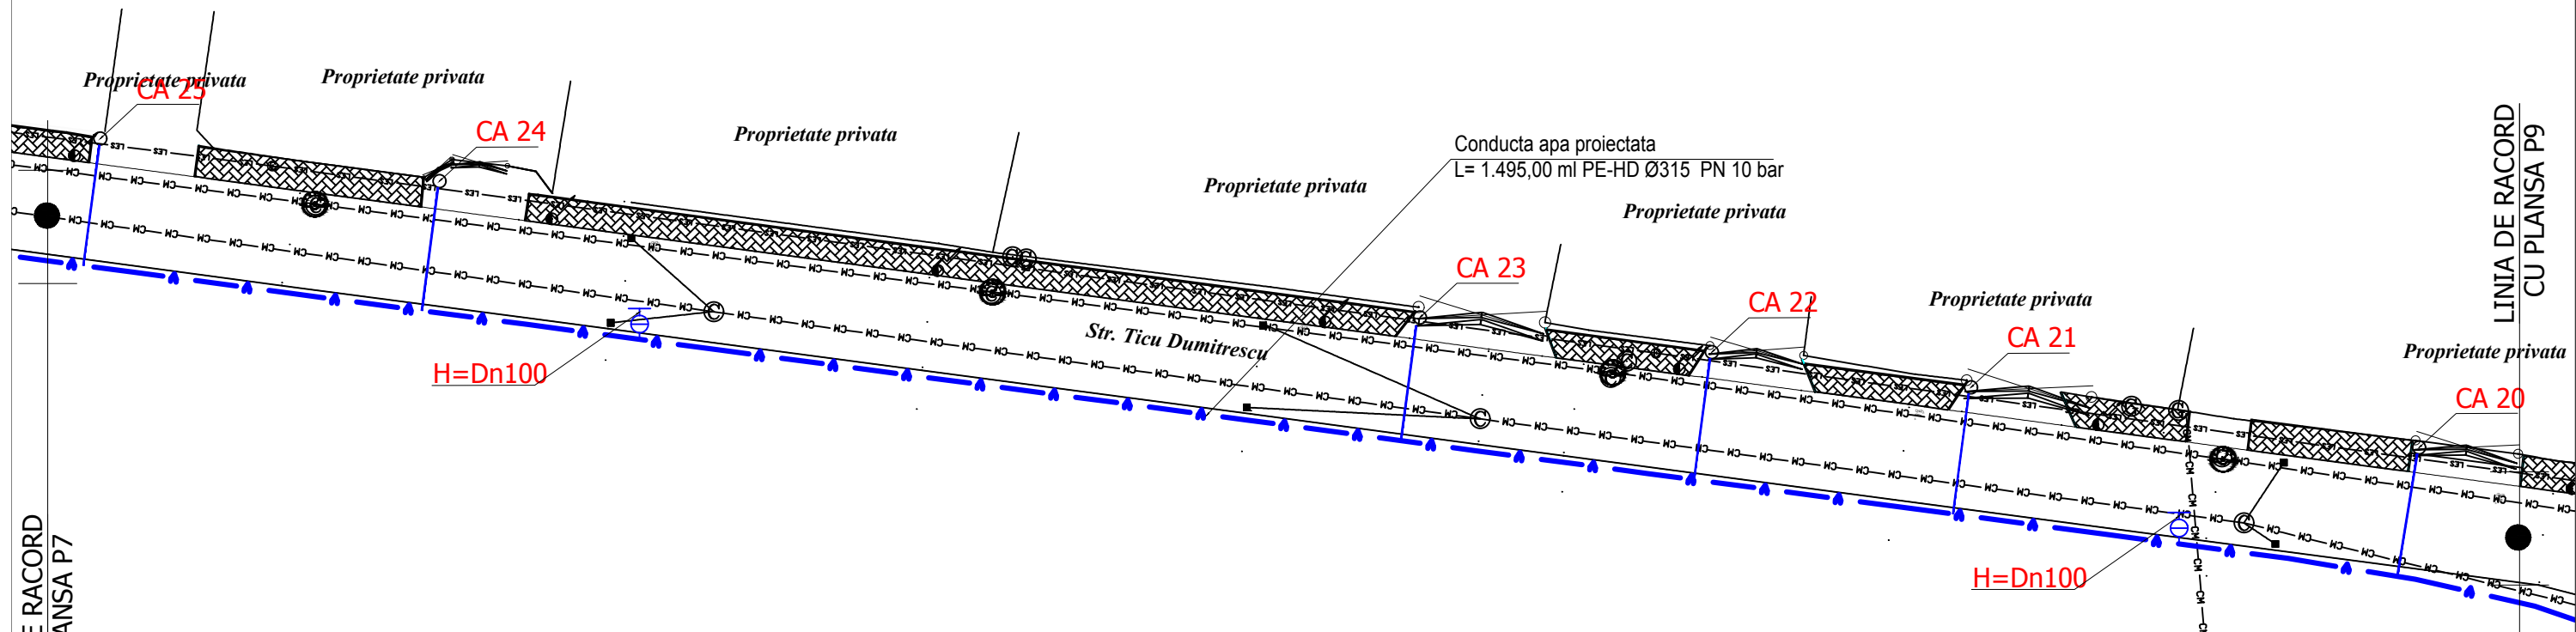 Proprietate privata
CA 25
Proprietate privata
CA 24
Proprietate privata
Proprietate privata
Conducta apa proiectata
L= 1.495,00 ml PE-HD Ø315 PN 10 bar
Proprietate privata
CA 23
CA 22
Proprietate privata
CA 21
Proprietate privata
CA 20
LINIA DE RACORD
CU PLANSA P9
Str. Ticu Dumitrescu
H=Dn100
H=Dn100
E RACORD
ANSA P7